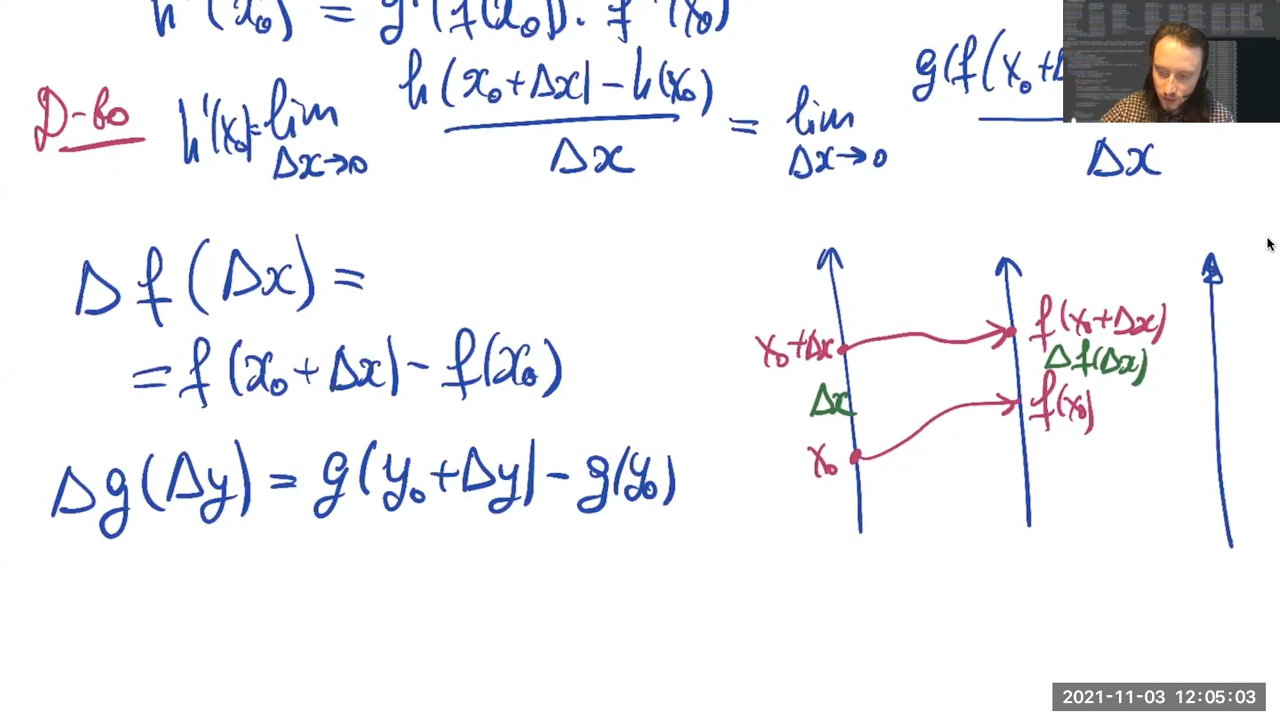 h'(x₀) = g'(f(x₀)) · f'(x₀)
Д-во h'(x₀) = lim Δx→0 h(x₀+Δx) − h(x₀) / Δx = lim Δx→0 g(f(x₀+Δ / Δx
Δf(Δx) =
= f(x₀+Δx) − f(x₀)
Δg(Δy) = g(y₀+Δy) − g(y₀)
x₀+Δx
f(x₀+Δx)
Δf(Δx)
Δx
f(x₀)
x₀
2021-11-03 12:05:03